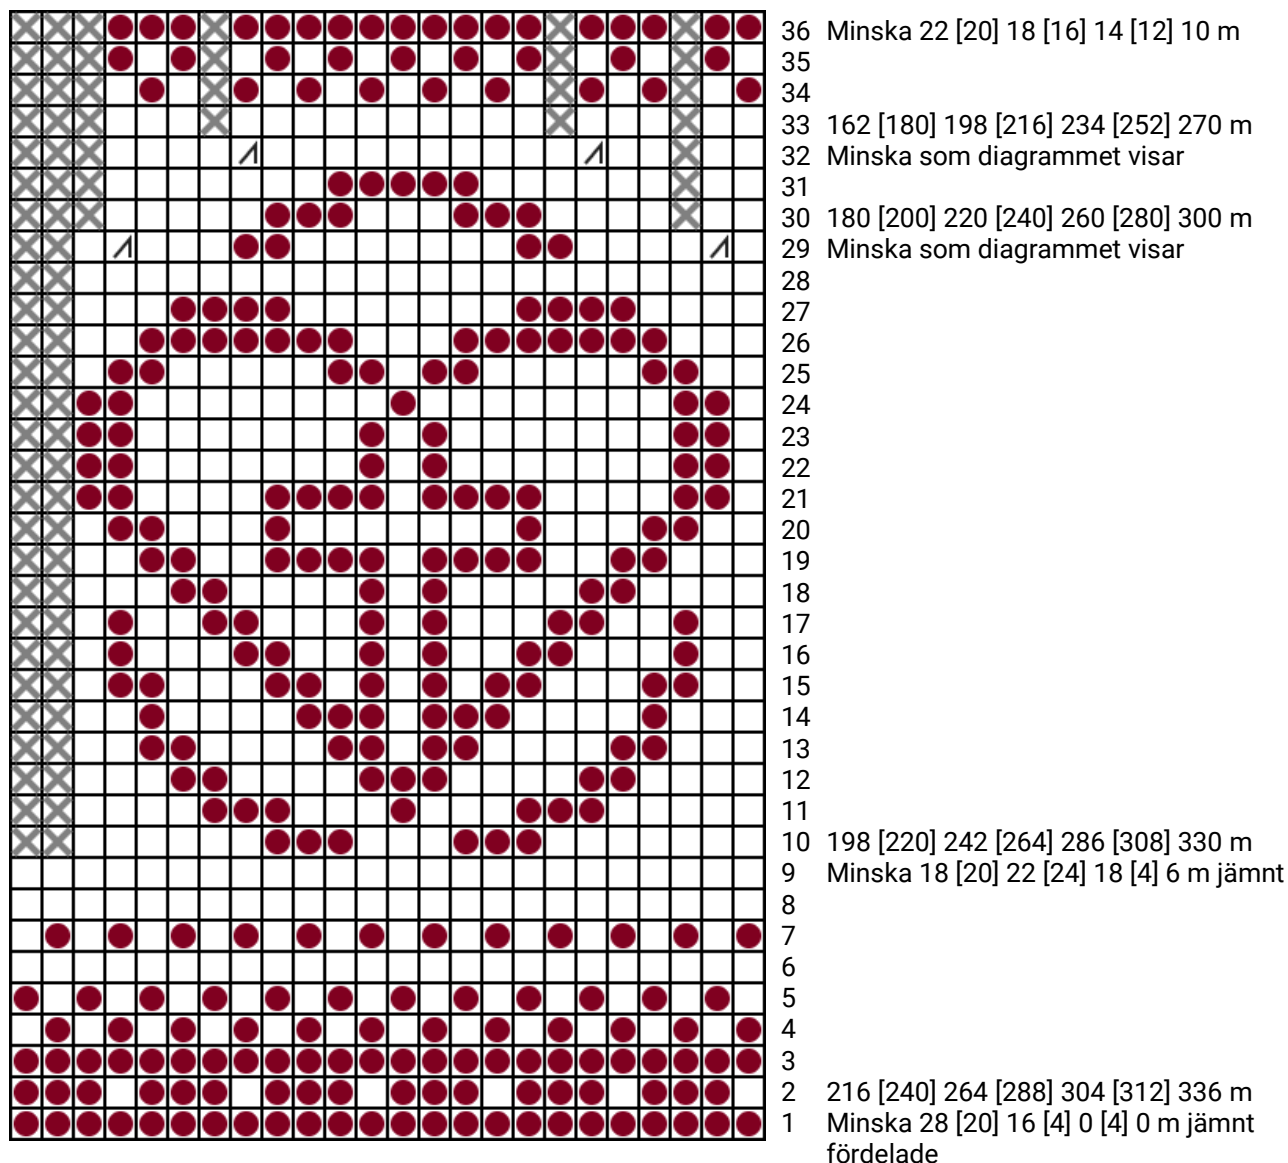 36 Minska 22 [20] 18 [16] 14 [12] 10 m
35
34
33 162 [180] 198 [216] 234 [252] 270 m
32 Minska som diagrammet visar
31
30 180 [200] 220 [240] 260 [280] 300 m
29 Minska som diagrammet visar
28
27
26
25
24
23
22
21
20
19
18
17
16
15
14
13
12
11
10 198 [220] 242 [264] 286 [308] 330 m
9 Minska 18 [20] 22 [24] 18 [4] 6 m jämnt
8
7
6
5
4
3
2 216 [240] 264 [288] 304 [312] 336 m
1 Minska 28 [20] 16 [4] 0 [4] 0 m jämnt
fördelade